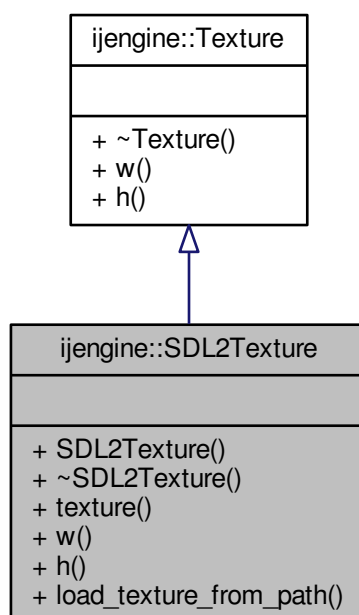 ijengine::Texture
+ ~Texture()
+ w()
+ h()
ijengine::SDL2Texture
+ SDL2Texture()
+ ~SDL2Texture()
+ texture()
+ w()
+ h()
+ load_texture_from_path()